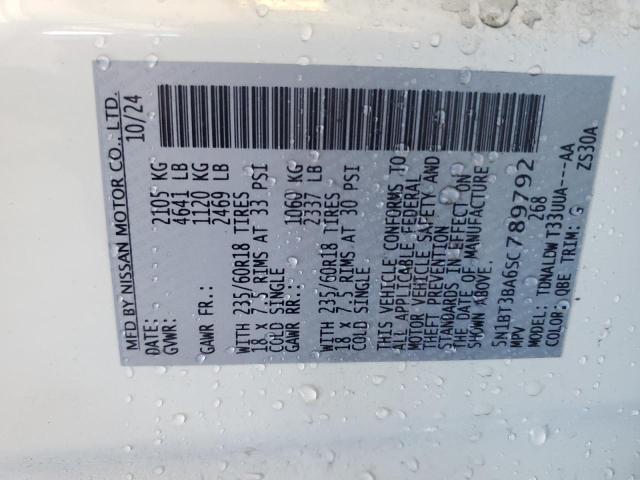 MFD BY NISSAN MOTOR CO., LTD.
DATE: 10/24
GVWR: 2105 KG
4641 LB
GAWR FR.: 1120 KG
2469 LB
WITH 235/60R18 TIRES
18 x 7.5 RIMS AT 33 PSI
COLD SINGLE
GAWR RR.: 1060 KG
2337 LB
WITH 235/60R18 TIRES
18 x 7.5 RIMS AT 30 PSI
COLD SINGLE
THIS VEHICLE CONFORMS TO
ALL APPLICABLE FEDERAL
MOTOR VEHICLE SAFETY AND
THEFT PREVENTION
STANDARDS IN EFFECT ON
THE DATE OF MANUFACTURE
SHOWN ABOVE.
5N1BT3BA6SC789792
MPV 268
MODEL: TDNALDW T33UUA---AA
COLOR: QBE TRIM: G ZS30A